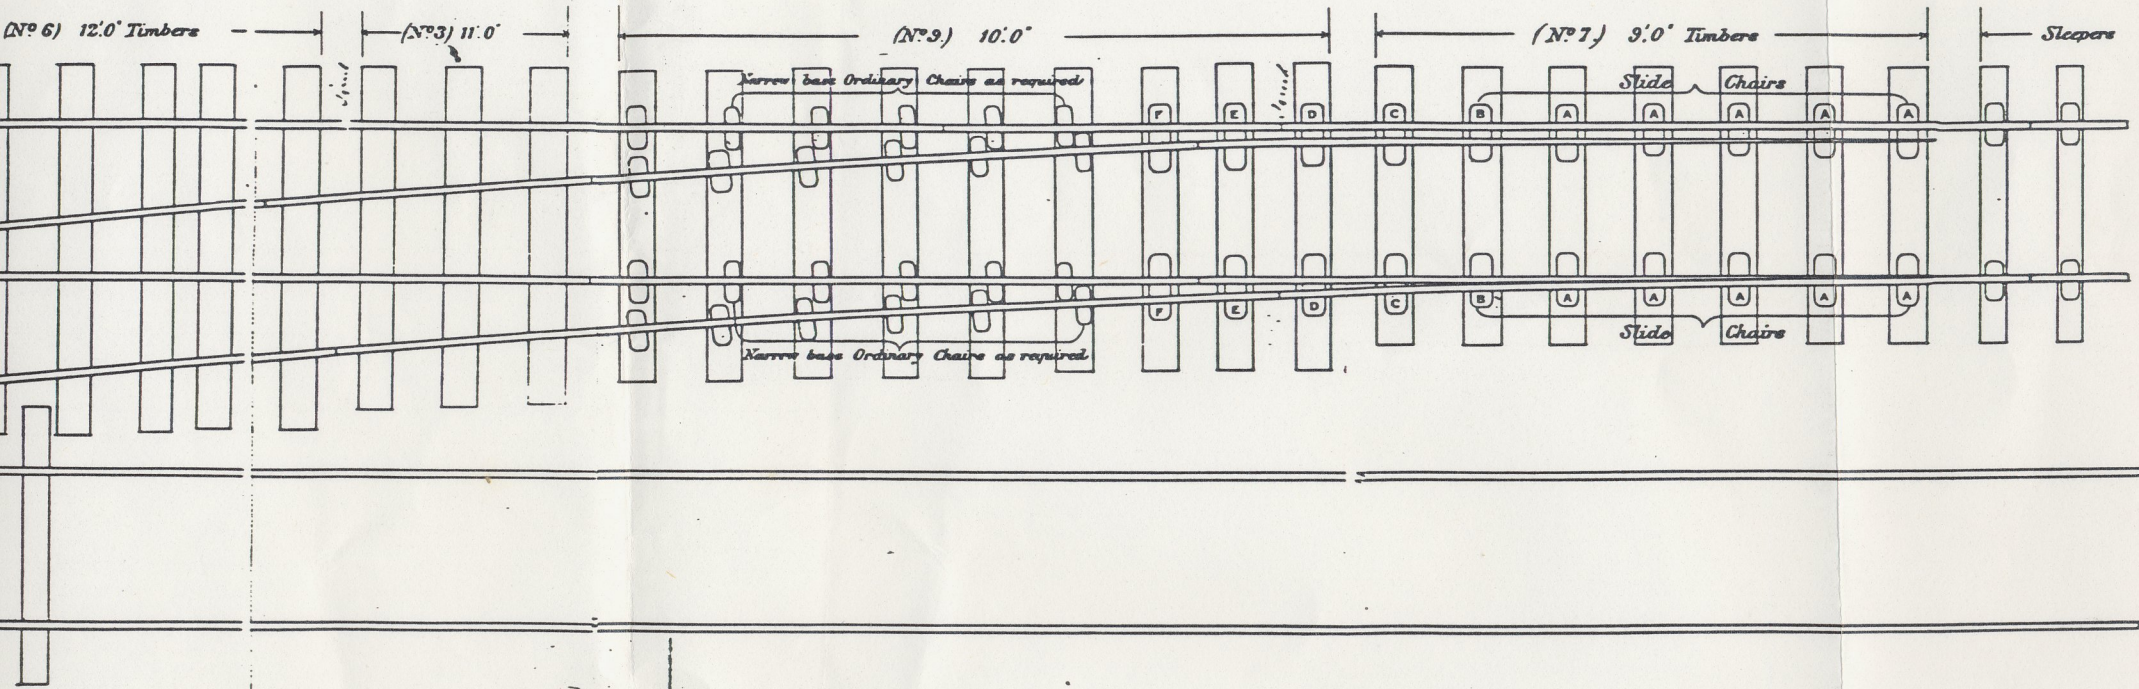 (Nº 6) 12'.0" Timbers
(Nº 3) 11'.0"
(Nº 9.) 10'.0"
(Nº 7,) 9'.0" Timbers
Sleepers
Narrow base Ordinary Chairs as required
Slide Chairs
F E D C B A A A A A
F E D C B A A A A A
Narrow base Ordinary Chairs as required
Slide Chairs